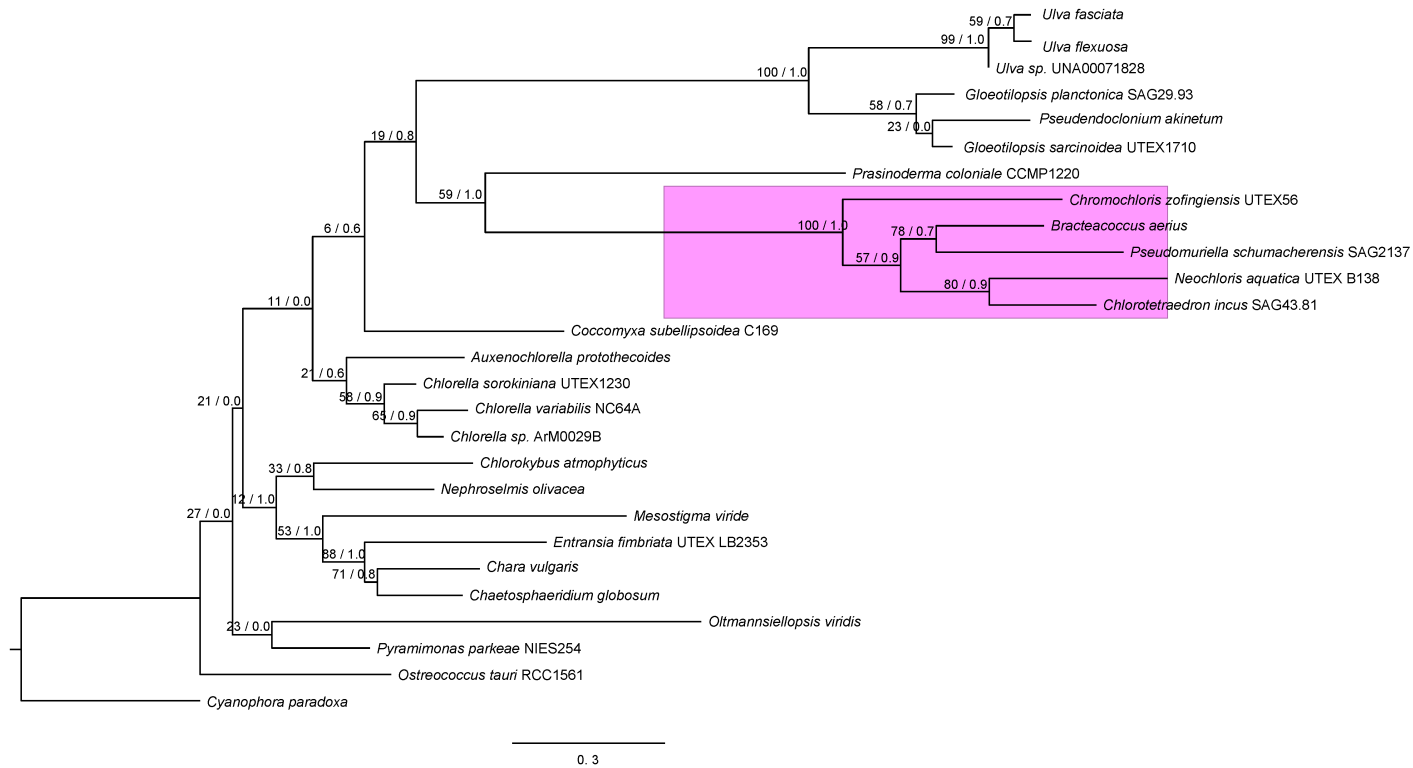 59 / 0.7
Ulva fasciata
99 / 1.0
Ulva flexuosa
Ulva sp. UNA00071828
100 / 1.0
Gloeotilopsis planctonica SAG29.93
58 / 0.7
Pseudendoclonium akinetum
23 / 0.0
19 / 0.8
Gloeotilopsis sarcinoidea UTEX1710
Prasinoderma coloniale CCMP1220
59 / 1.0
Chromochloris zofingiensis UTEX56
100 / 1.0
Bracteacoccus aerius
78 / 0.7
6 / 0.6
Pseudomuriella schumacherensis SAG2137
57 / 0.9
Neochloris aquatica UTEX B138
80 / 0.9
11 / 0.0
Chlorotetraedron incus SAG43.81
Coccomyxa subellipsoidea C169
Auxenochlorella protothecoides
21 / 0.6
Chlorella sorokiniana UTEX1230
58 / 0.9
21 / 0.0
Chlorella variabilis NC64A
65 / 0.9
Chlorella sp. ArM0029B
Chlorokybus atmophyticus
33 / 0.8
Nephroselmis olivacea
12 / 1.0
27 / 0.0
Mesostigma viride
53 / 1.0
Entransia fimbriata UTEX LB2353
88 / 1.0
Chara vulgaris
71 / 0.8
Chaetosphaeridium globosum
Oltmannsiellopsis viridis
23 / 0.0
Pyramimonas parkeae NIES254
Ostreococcus tauri RCC1561
Cyanophora paradoxa
0. 3